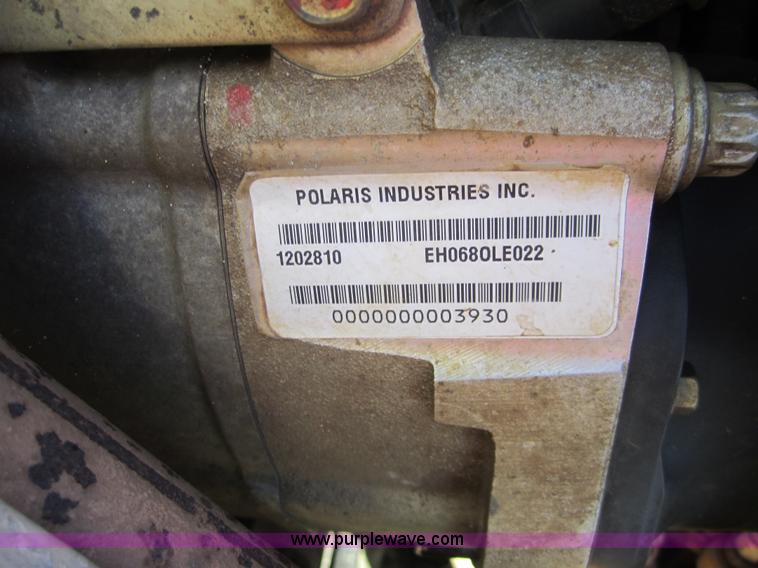 POLARIS INDUSTRIES INC.
1202810 EH068OLE022
0000000003930
www.purplewave.com